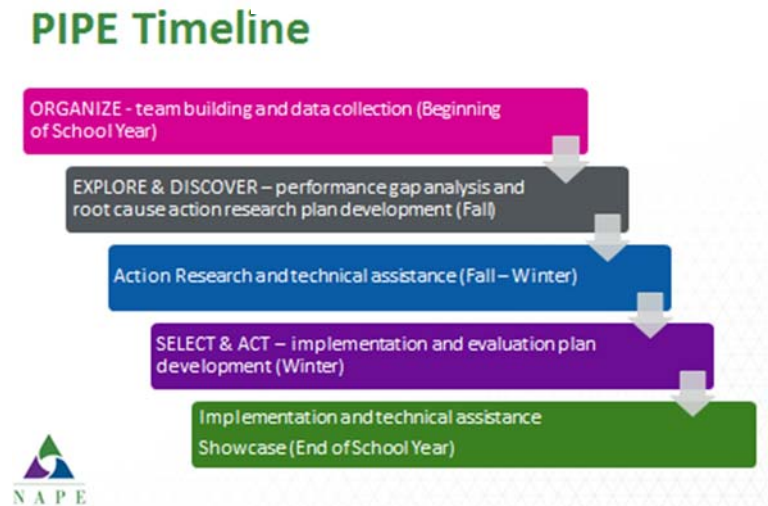 PIPE Timeline
ORGANIZE - team building and data collection (Beginning
of School Year)
EXPLORE & DISCOVER – performance gap analysis and
root cause action research plan development (Fall)
Action Research and technical assistance (Fall – Winter)
SELECT & ACT – implementation and evaluation plan
development (Winter)
Implementation and technical assistance
Showcase (End of School Year)
NAPE